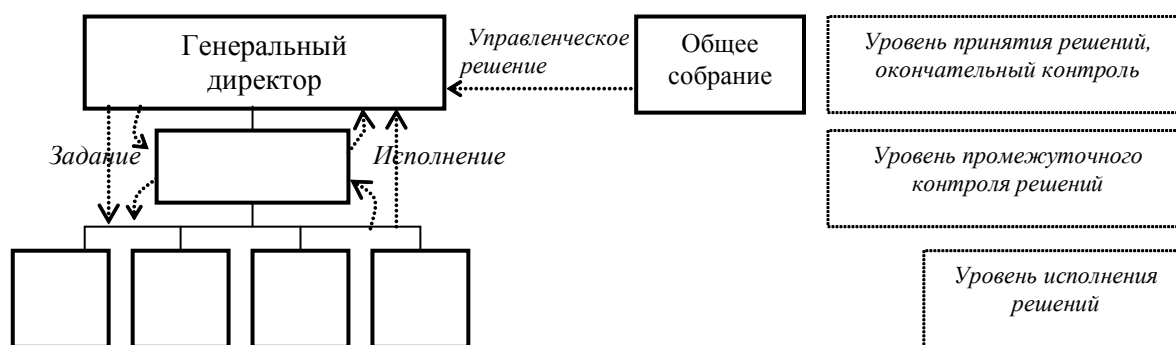 Генеральный
директор
Управленческое
решение
Общее
собрание
Уровень принятия решений,
окончательный контроль
Задание
Исполнение
Уровень промежуточного
контроля решений
Уровень исполнения
решений